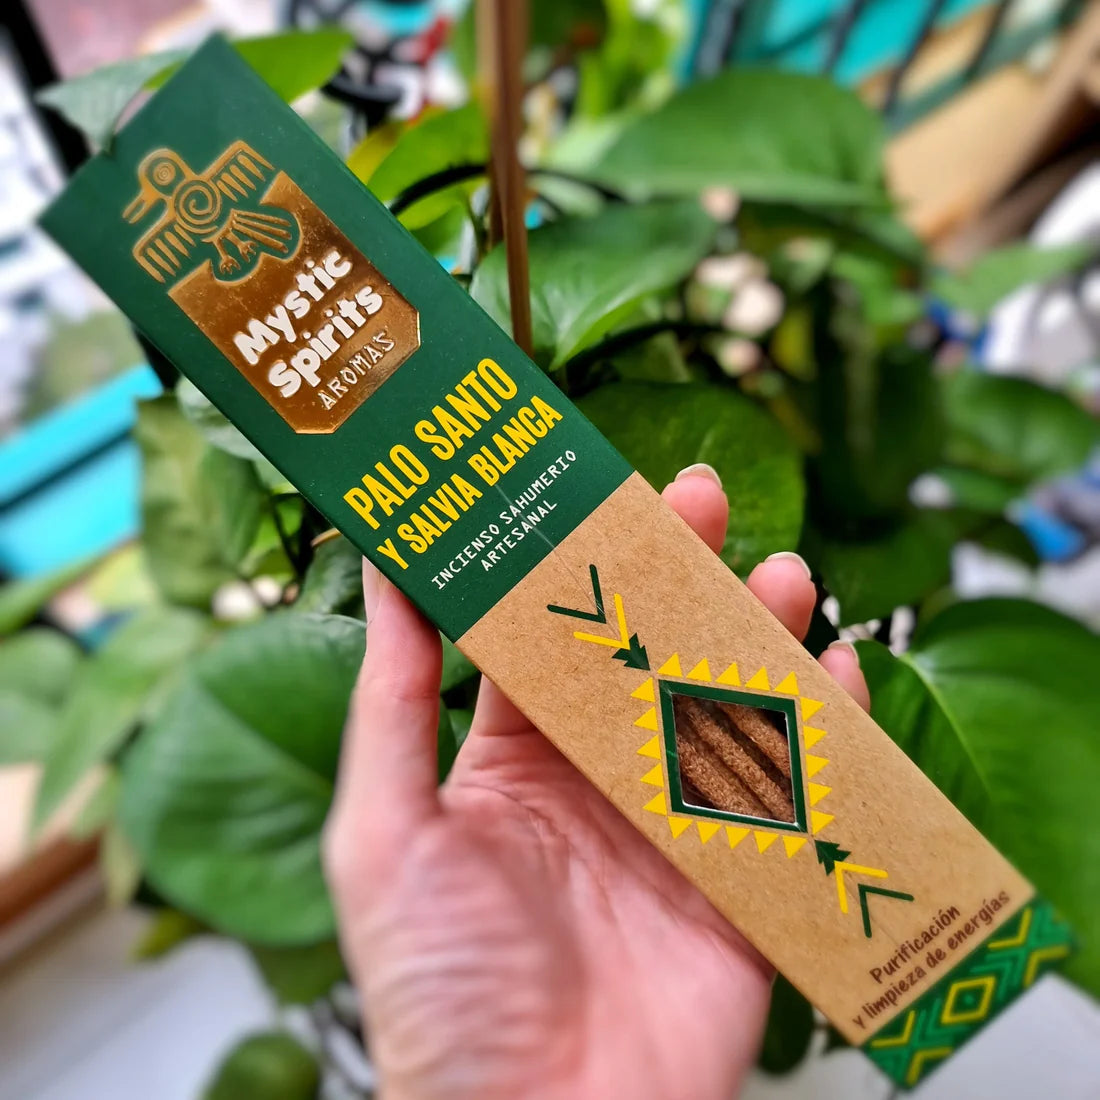 Mystic
Spirits
AROMAS
PALO SANTO
Y SALVIA BLANCA
INCIENSO SAHUMERIO
ARTESANAL
Purificación
y limpieza de energías